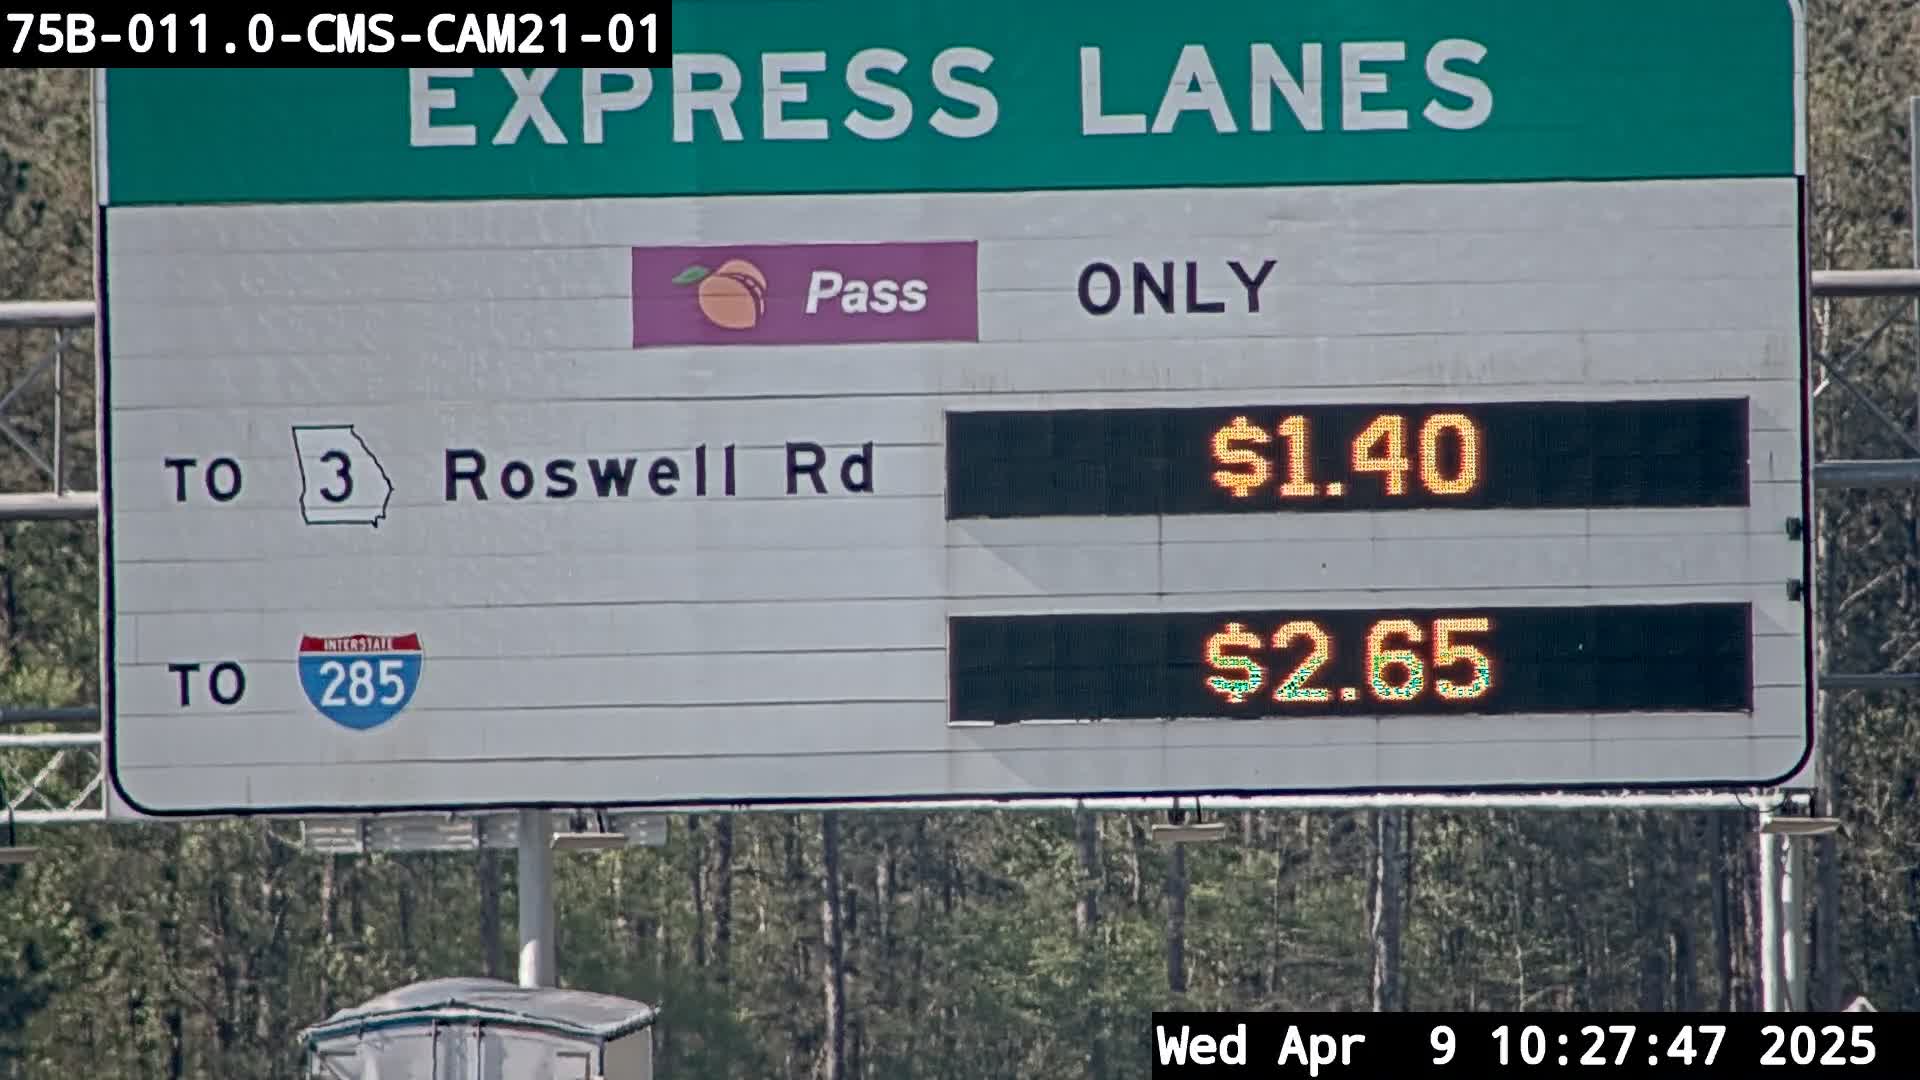 75B-011.0-CMS-CAM21-01
EXPRESS LANES
Pass ONLY
TO 3 Roswell Rd $1.40
TO INTERSTATE 285 $2.65
Wed Apr 9 10:27:47 2025